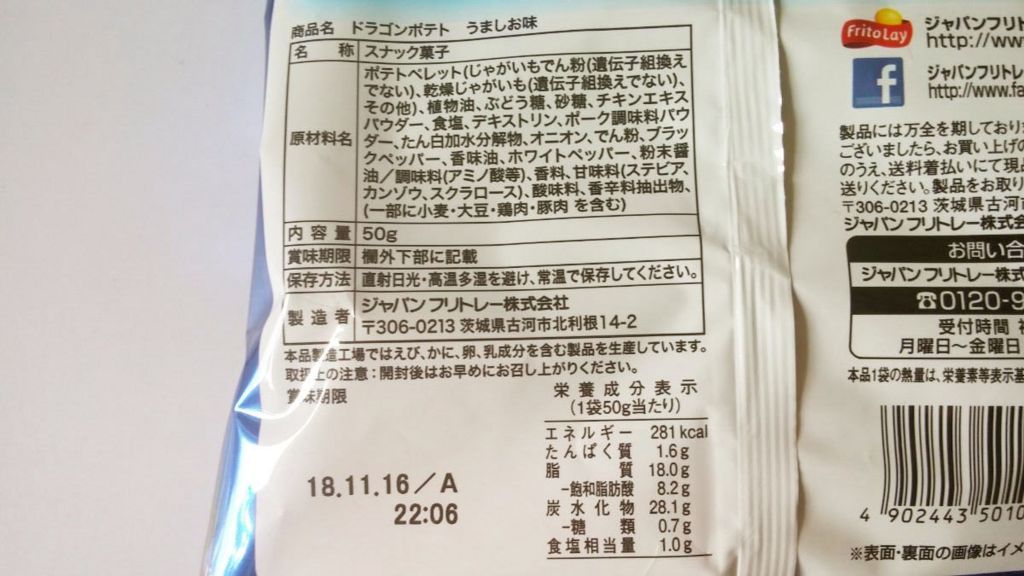 商品名 ドラゴンポテト うましお味
名称 スナック菓子
原材料名
ポテトペレット(じゃがいもでん粉(遺伝子組換え
でない)、乾燥じゃがいも(遺伝子組換えでない)、
その他)、植物油、ぶどう糖、砂糖、チキンエキス
パウダー、食塩、デキストリン、ポーク調味料パウ
ダー、たん白加水分解物、オニオン、でん粉、ブラッ
クペッパー、香味油、ホワイトペッパー、粉末醤
油/調味料(アミノ酸等)、香料、甘味料(ステビア、
カンゾウ、スクラロース)、酸味料、香辛料抽出物、
(一部に小麦・大豆・鶏肉・豚肉を含む)
内容量 50g
賞味期限 欄外下部に記載
保存方法 直射日光・高温多湿を避け、常温で保存してください。
製造者 ジャパンフリトレー株式会社
〒306-0213 茨城県古河市北利根14-2
本品製造工場ではえび、かに、卵、乳成分を含む製品を生産しています。
取扱上の注意:開封後はお早めにお召し上がりください。
賞味期限
18.11.16/A
22:06
栄養成分表示
(1袋50g当たり)
エネルギー 281kcal
たんぱく質 1.6g
脂質 18.0g
-飽和脂肪酸 8.2g
炭水化物 28.1g
-糖類 0.7g
食塩相当量 1.0g
Frito Lay
ジャパンフリト
http://www
f
ジャパンフリトレ
http://www.fa
製品には万全を期しており
ございましたら、お買い上げの
のうえ、送料着払いにて現
送りください。製品をお取り
〒306-0213 茨城県古河
ジャパンフリトレー株式会
お問い合
ジャパンフリトレー株式
☎0120-9
受付時間
月曜日~金曜日
本品1袋の熱量は、栄養素等表示基
4 902443 5010
※表面・裏面の画像はイメ